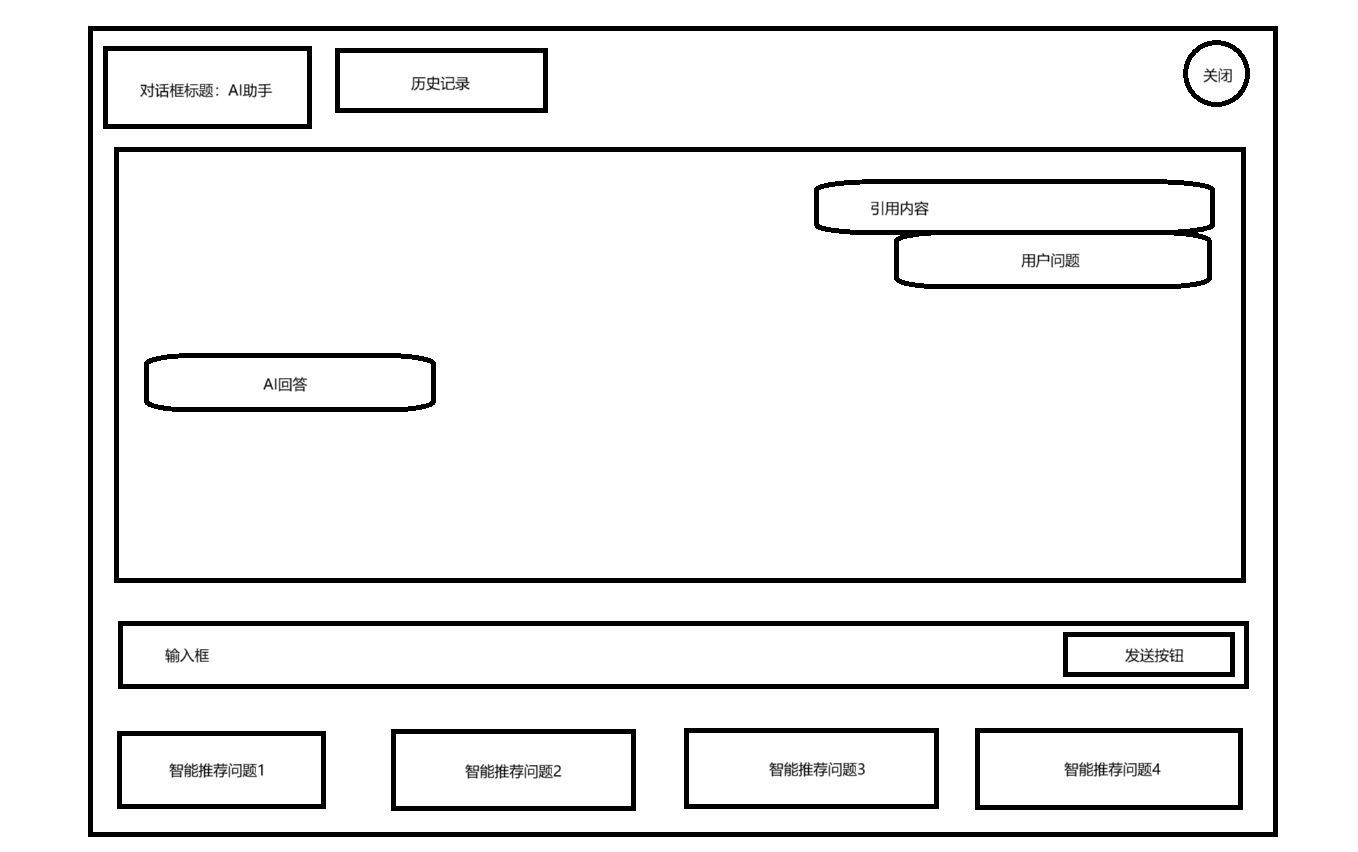 对话框标题：AI助手
历史记录
关闭
引用内容
用户问题
AI回答
输入框
发送按钮
智能推荐问题1
智能推荐问题2
智能推荐问题3
智能推荐问题4